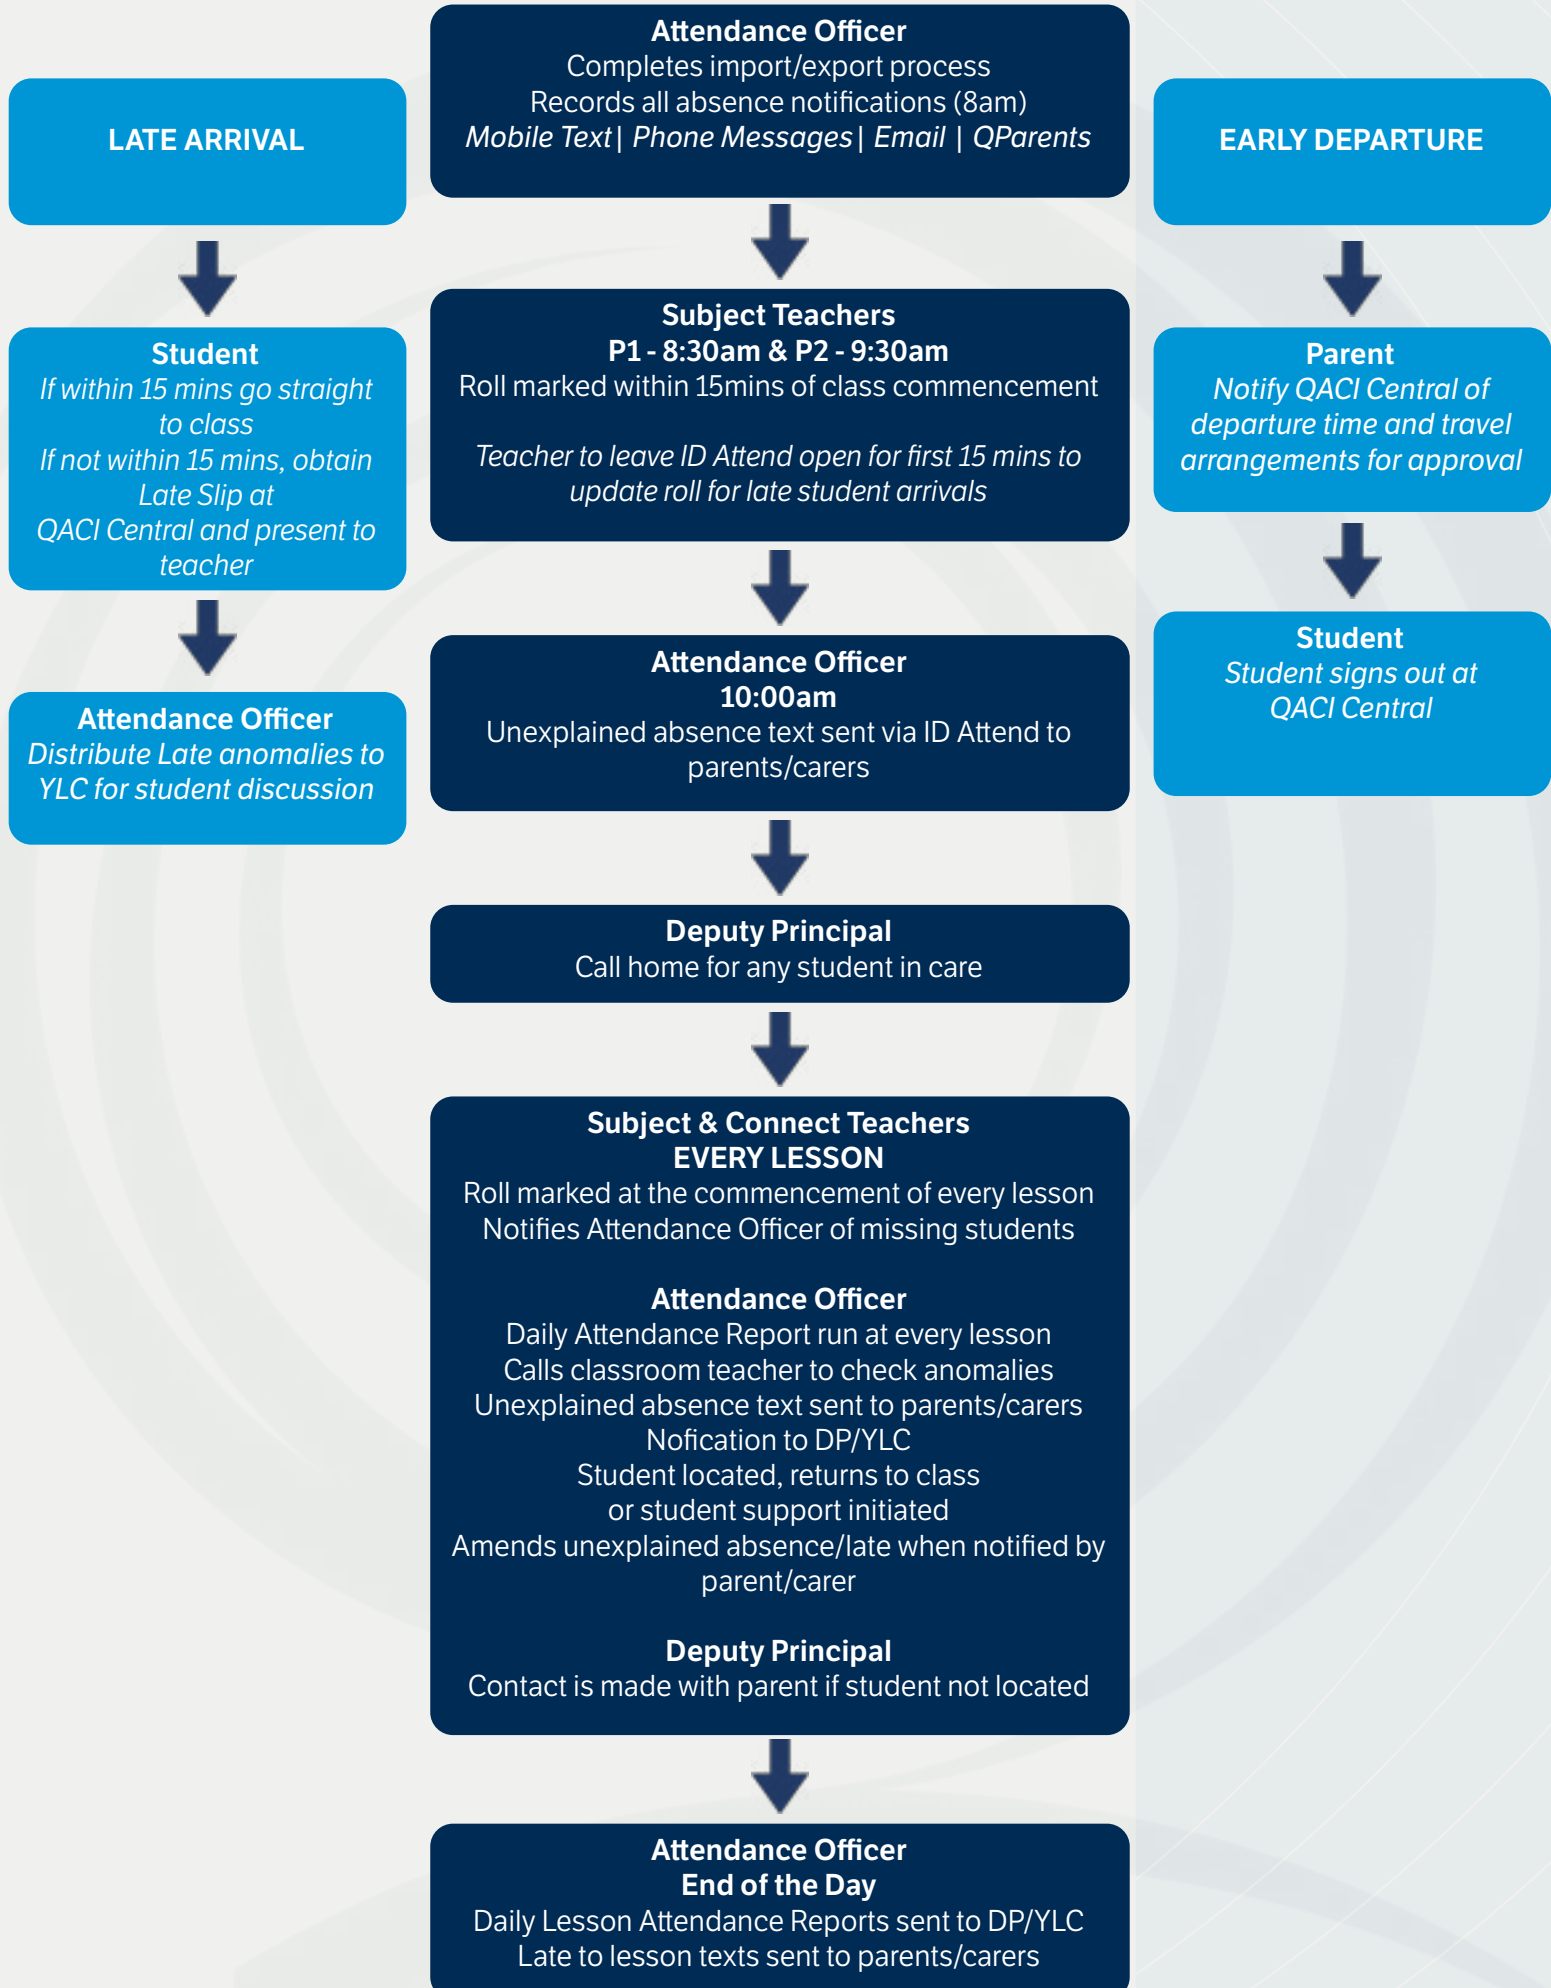 LATE ARRIVAL
Student
If within 15 mins go straight
to class
If not within 15 mins, obtain
Late Slip at
QACI Central and present to
teacher
Attendance Officer
Distribute Late anomalies to
YLC for student discussion
Attendance Officer
Completes import/export process
Records all absence notifications (8am)
Mobile Text| Phone Messages| Email | QParents
Subject Teachers
P1 - 8:30am & P2 - 9:30am
Roll marked within 15mins of class commencement
Teacher to leave ID Attend open for first 15 mins to
update roll for late student arrivals
Attendance Officer
10:00am
Unexplained absence text sent via ID Attend to
parents/carers
Deputy Principal
Call home for any student in care
Subject & Connect Teachers
EVERY LESSON
Roll marked at the commencement of every lesson
Notifies Attendance Officer of missing students
Attendance Officer
Daily Attendance Report run at every lesson
Calls classroom teacher to check anomalies
Unexplained absence text sent to parents/carers
Nofication to DP/YLC
Student located, returns to class
or student support initiated
Amends unexplained absence/late when notified by
parent/carer
Deputy Principal
Contact is made with parent if student not located
Attendance Officer
End of the Day
Daily Lesson Attendance Reports sent to DP/YLC
Late to lesson texts sent to parents/carers
EARLY DEPARTURE
Parent
Notify QACI Central of
departure time and travel
arrangements for approval
Student
Student signs out at
QACI Central